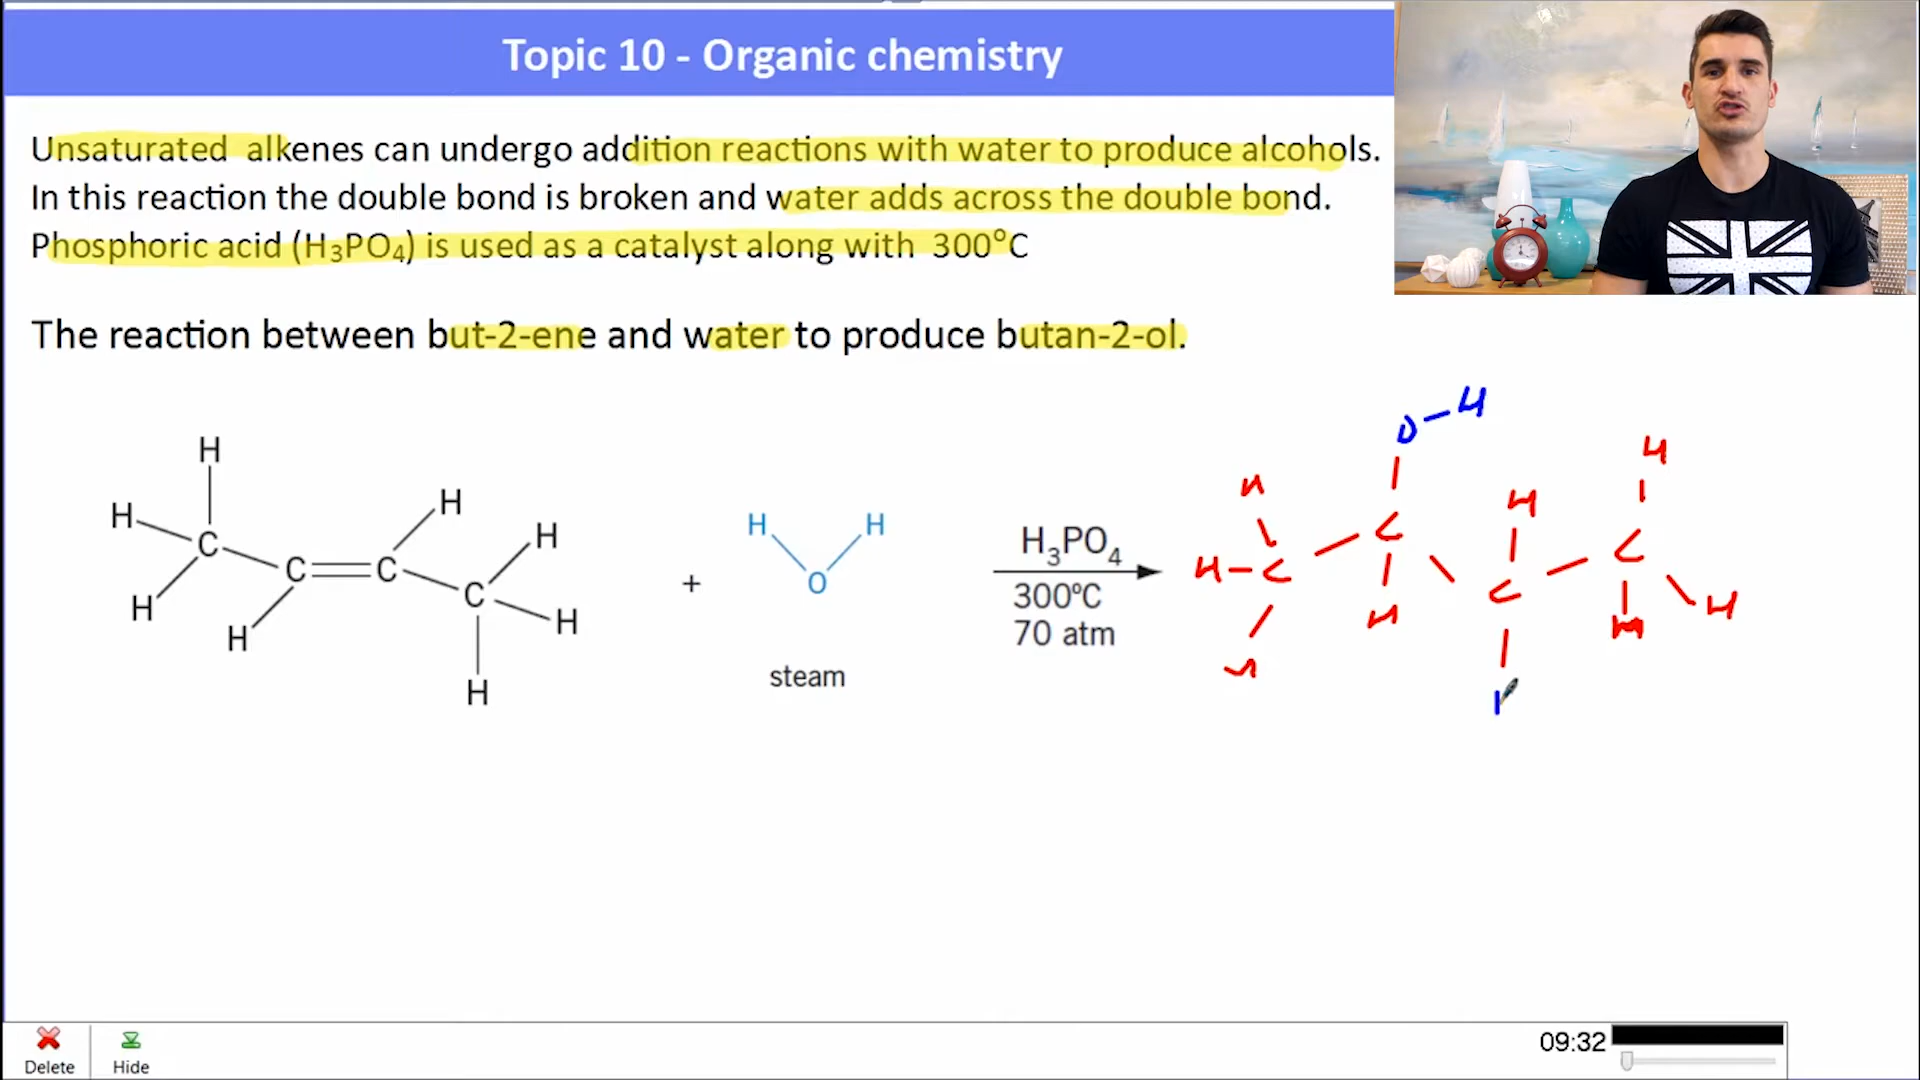 Topic 10 - Organic chemistry
Unsaturated alkenes can undergo addition reactions with water to produce alcohols.
In this reaction the double bond is broken and water adds across the double bond.
Phosphoric acid (H₃PO₄) is used as a catalyst along with 300°C
The reaction between but-2-ene and water to produce butan-2-ol.
H
H
C
H
C
H
C
H
C
H
H
H
+
H
H
O
steam
H₃PO₄
300ºC
70 atm
O
H
H
H
C
H
C
H
H
C
H
C
H
H
Delete
Hide
09:32